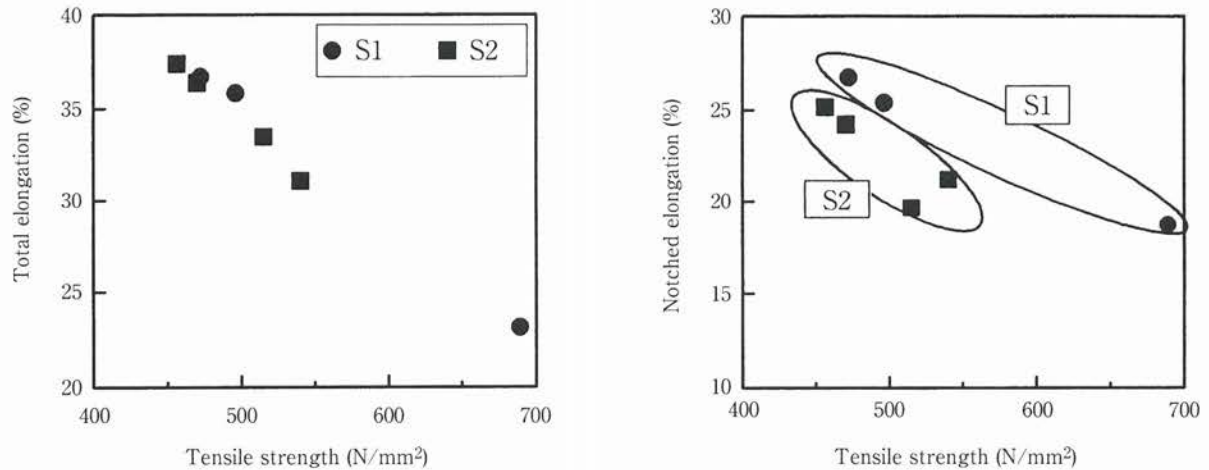 40
35
30
25
20
Total elongation (%)
S1
S2
400
500
600
700
Tensile strength (N/mm²)
30
25
20
15
10
Notched elongation (%)
S1
S2
400
500
600
700
Tensile strength (N/mm²)